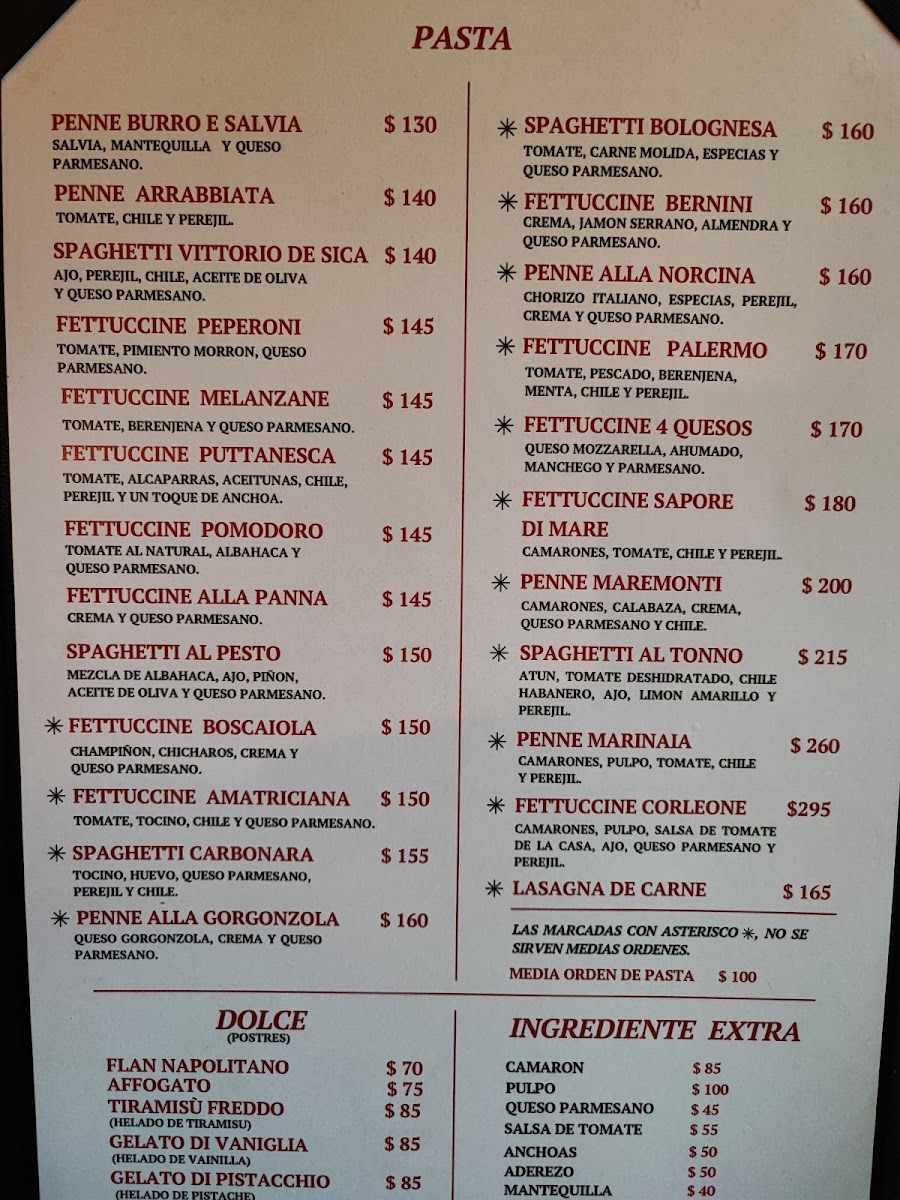 PASTA
PENNE BURRO E SALVIA $ 130
SALVIA, MANTEQUILLA Y QUESO
PARMESANO.
PENNE ARRABBIATA $ 140
TOMATE, CHILE Y PEREJIL.
SPAGHETTI VITTORIO DE SICA $ 140
AJO, PEREJIL, CHILE, ACEITE DE OLIVA
Y QUESO PARMESANO.
FETTUCCINE PEPERONI $ 145
TOMATE, PIMIENTO MORRON, QUESO
PARMESANO.
FETTUCCINE MELANZANE $ 145
TOMATE, BERENJENA Y QUESO PARMESANO.
FETTUCCINE PUTTANESCA $ 145
TOMATE, ALCAPARRAS, ACEITUNAS, CHILE,
PEREJIL Y UN TOQUE DE ANCHOA.
FETTUCCINE POMODORO $ 145
TOMATE AL NATURAL, ALBAHACA Y
QUESO PARMESANO.
FETTUCCINE ALLA PANNA $ 145
CREMA Y QUESO PARMESANO.
SPAGHETTI AL PESTO $ 150
MEZCLA DE ALBAHACA, AJO, PIÑON,
ACEITE DE OLIVA Y QUESO PARMESANO.
✳ FETTUCCINE BOSCAIOLA $ 150
CHAMPIÑON, CHICHAROS, CREMA Y
QUESO PARMESANO.
✳ FETTUCCINE AMATRICIANA $ 150
TOMATE, TOCINO, CHILE Y QUESO PARMESANO.
✳ SPAGHETTI CARBONARA $ 155
TOCINO, HUEVO, QUESO PARMESANO,
PEREJIL Y CHILE.
✳ PENNE ALLA GORGONZOLA $ 160
QUESO GORGONZOLA, CREMA Y QUESO
PARMESANO.
✳ SPAGHETTI BOLOGNESA $ 160
TOMATE, CARNE MOLIDA, ESPECIAS Y
QUESO PARMESANO.
✳ FETTUCCINE BERNINI $ 160
CREMA, JAMON SERRANO, ALMENDRA Y
QUESO PARMESANO.
✳ PENNE ALLA NORCINA $ 160
CHORIZO ITALIANO, ESPECIAS, PEREJIL,
CREMA Y QUESO PARMESANO.
✳ FETTUCCINE PALERMO $ 170
TOMATE, PESCADO, BERENJENA,
MENTA, CHILE Y PEREJIL.
✳ FETTUCCINE 4 QUESOS $ 170
QUESO MOZZARELLA, AHUMADO,
MANCHEGO Y PARMESANO.
✳ FETTUCCINE SAPORE $ 180
DI MARE
CAMARONES, TOMATE, CHILE Y PEREJIL.
✳ PENNE MAREMONTI $ 200
CAMARONES, CALABAZA, CREMA,
QUESO PARMESANO Y CHILE.
✳ SPAGHETTI AL TONNO $ 215
ATUN, TOMATE DESHIDRATADO, CHILE
HABANERO, AJO, LIMON AMARILLO Y
PEREJIL.
✳ PENNE MARINAIA $ 260
CAMARONES, PULPO, TOMATE, CHILE
Y PEREJIL.
✳ FETTUCCINE CORLEONE $295
CAMARONES, PULPO, SALSA DE TOMATE
DE LA CASA, AJO, QUESO PARMESANO Y
PEREJIL.
✳ LASAGNA DE CARNE $ 165
LAS MARCADAS CON ASTERISCO ✳, NO SE
SIRVEN MEDIAS ORDENES.
MEDIA ORDEN DE PASTA $ 100
DOLCE
(POSTRES)
FLAN NAPOLITANO $ 70
AFFOGATO $ 75
TIRAMISÙ FREDDO $ 85
(HELADO DE TIRAMISU)
GELATO DI VANIGLIA $ 85
(HELADO DE VAINILLA)
GELATO DI PISTACCHIO $ 85
(HELADO DE PISTACHE)
INGREDIENTE EXTRA
CAMARON $ 85
PULPO $ 100
QUESO PARMESANO $ 45
SALSA DE TOMATE $ 55
ANCHOAS $ 50
ADEREZO $ 50
MANTEQUILLA $ 40